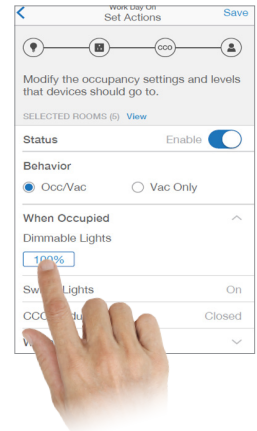 Work Day On
Set Actions Save
CCO
Modify the occupancy settings and levels
that devices should go to.
SELECTED ROOMS (5) View
Status Enable
Behavior
Occ/Vac Vac Only
When Occupied
Dimmable Lights
100%
Lights On
CCO Closed